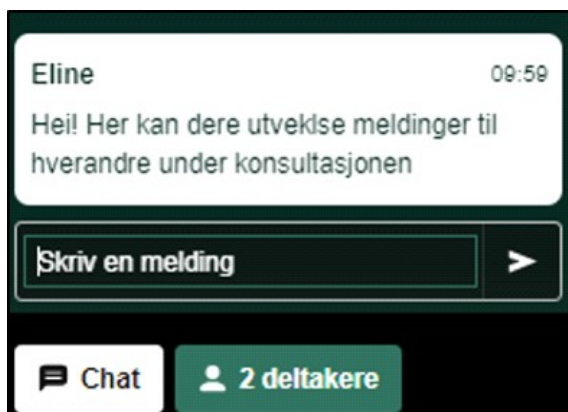 Eline 09:59
Hei! Her kan dere utveklse meldinger til
hverandre under konsultasjonen
Skriv en melding
Chat 2 deltakere